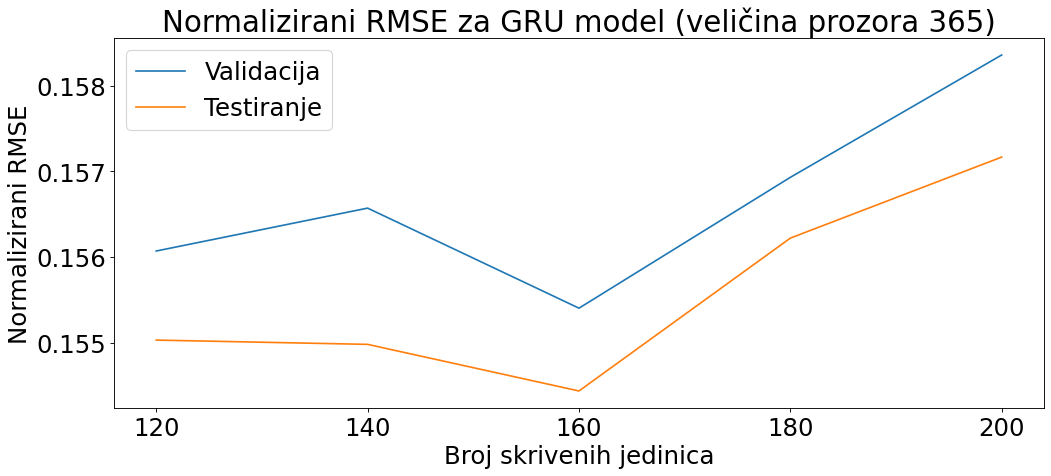 Normalizirani RMSE za GRU model (veličina prozora 365)
Validacija
Testiranje
Normalizirani RMSE
0.158
0.157
0.156
0.155
120 140 160 180 200
Broj skrivenih jedinica